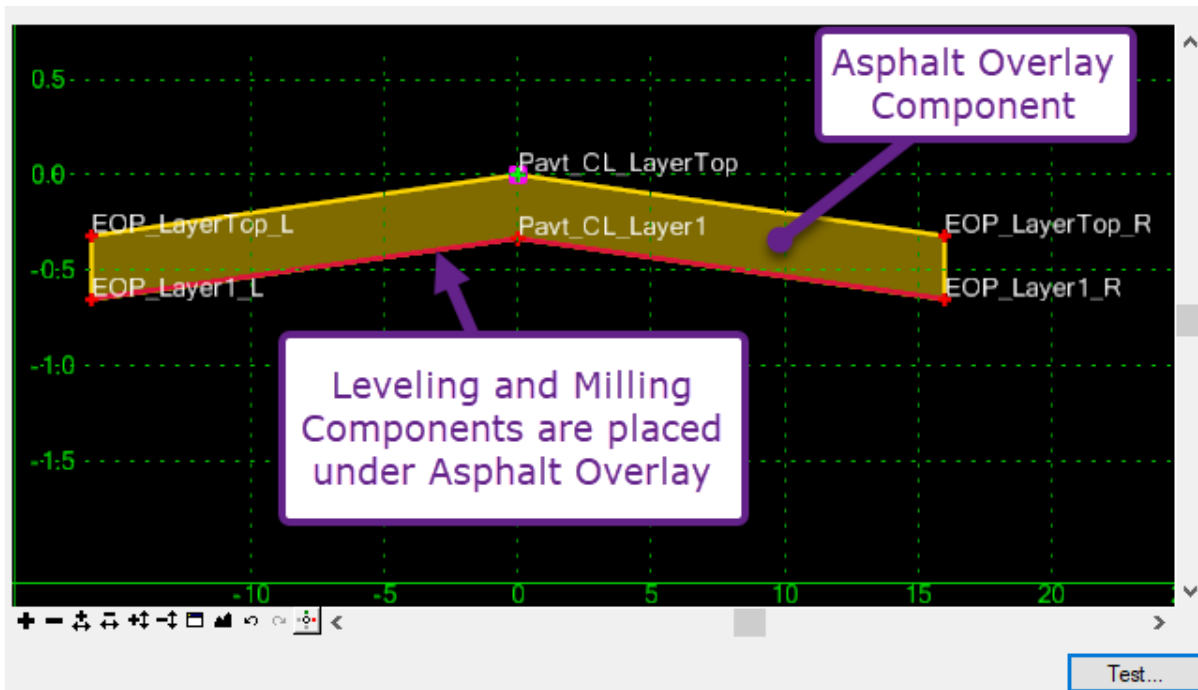 Asphalt Overlay
Component
0.5
Pavt_CL_LayerTop
0.0
EOP_LayerTop_L
Pavt_CL_Layer1
EOP_LayerTop_R
-0.5
EOP_Layer1_L
EOP_Layer1_R
-1.0
Leveling and Milling
Components are placed
under Asphalt Overlay
-1.5
-10 -5 0 5 10 15 20
Test...